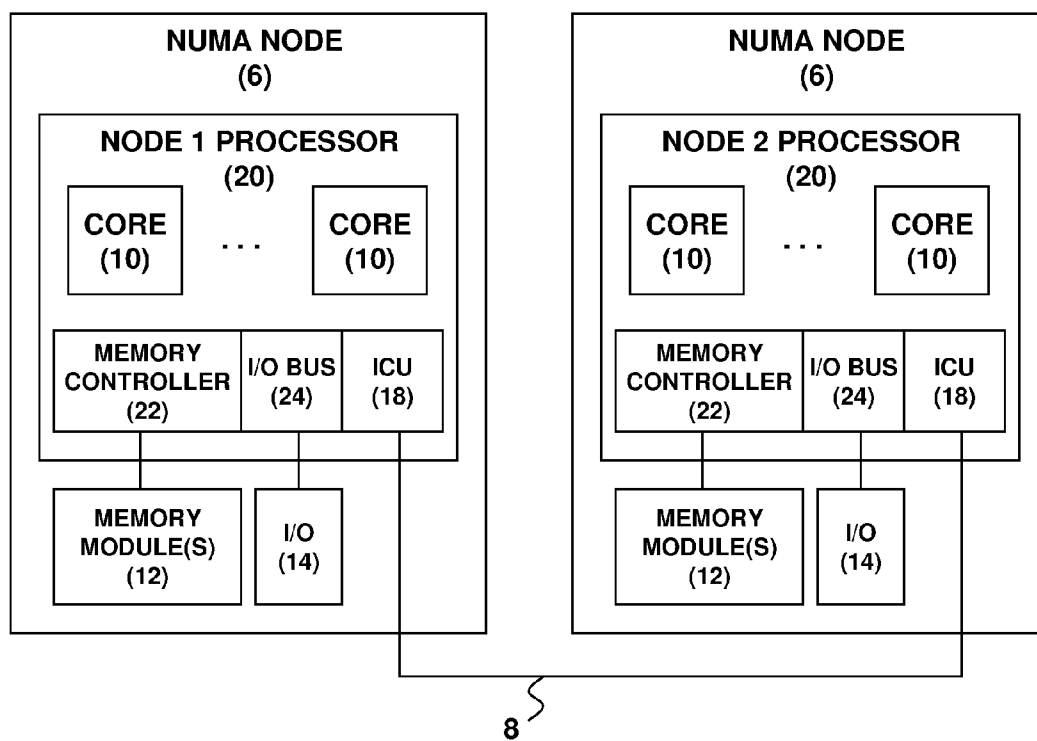 NUMA NODE
(6)
NODE 1 PROCESSOR
(20)
CORE
(10)
. . .
CORE
(10)
MEMORY
CONTROLLER
(22)
I/O BUS
(24)
ICU
(18)
MEMORY
MODULE(S)
(12)
I/O
(14)
NUMA NODE
(6)
NODE 2 PROCESSOR
(20)
CORE
(10)
. . .
CORE
(10)
MEMORY
CONTROLLER
(22)
I/O BUS
(24)
ICU
(18)
MEMORY
MODULE(S)
(12)
I/O
(14)
8